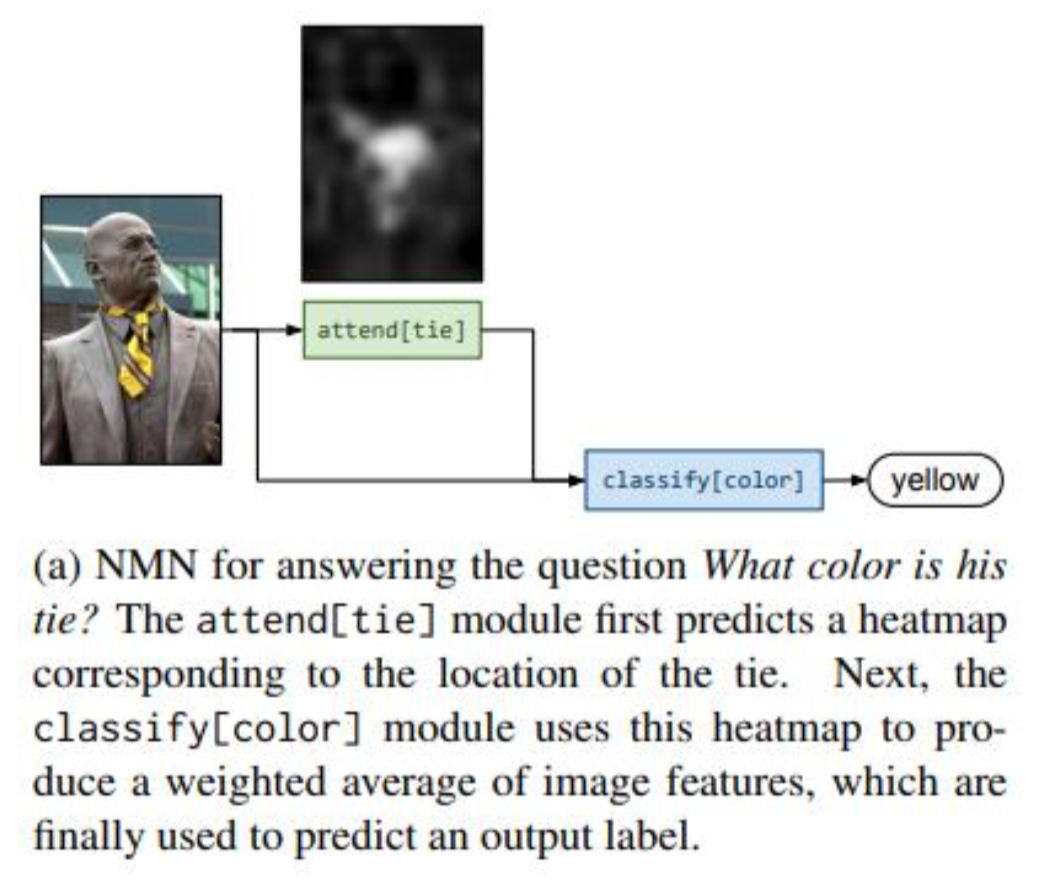 attend[tie]
classify[color]
yellow
(a) NMN for answering the question What color is his
tie? The attend[tie] module first predicts a heatmap
corresponding to the location of the tie. Next, the
classify[color] module uses this heatmap to pro-
duce a weighted average of image features, which are
finally used to predict an output label.